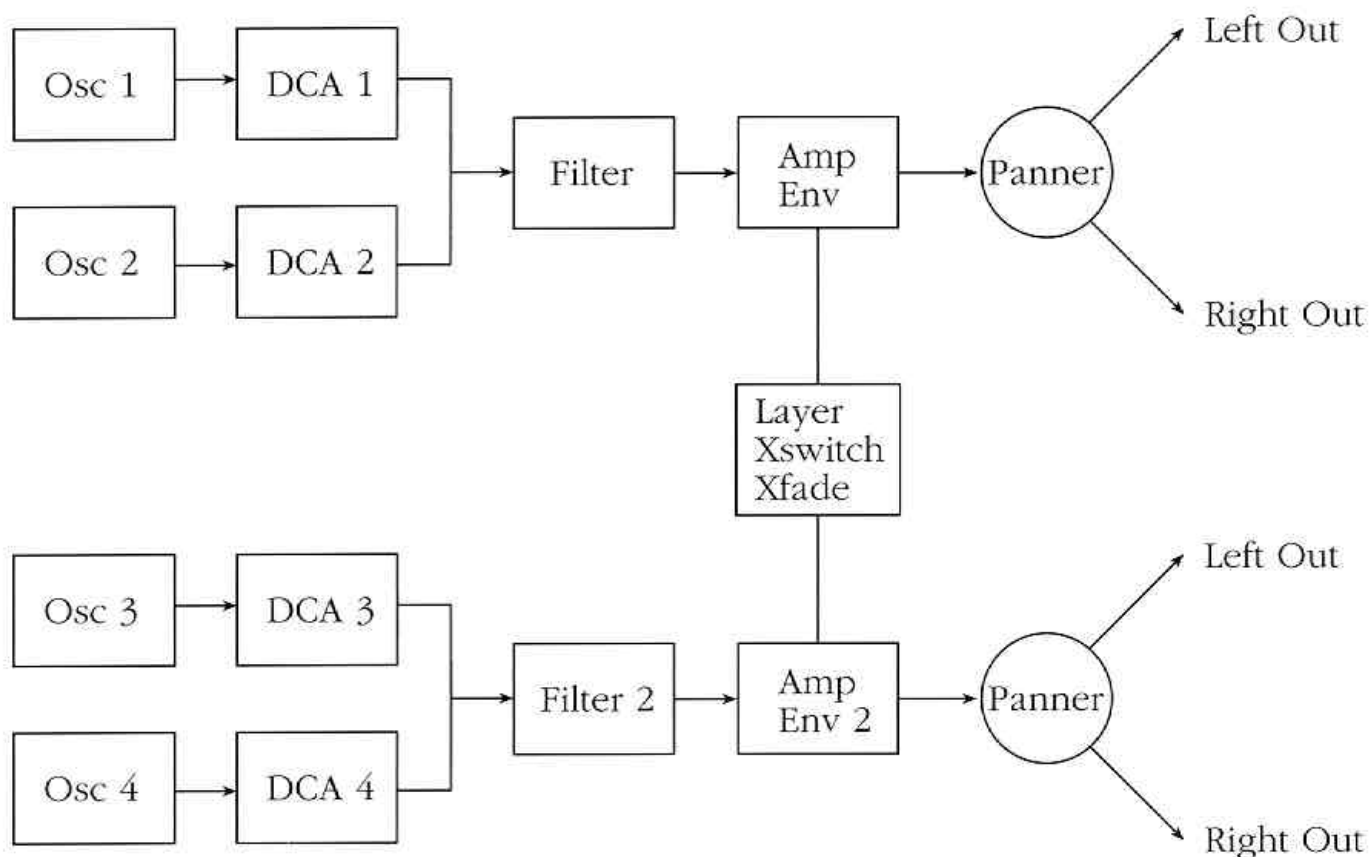 Left Out
Osc 1
DCA 1
Filter
Amp
Env
Panner
Osc 2
DCA 2
Right Out
Layer
Xswitch
Xfade
Left Out
Osc 3
DCA 3
Filter 2
Amp
Env 2
Panner
Osc 4
DCA 4
Right Out